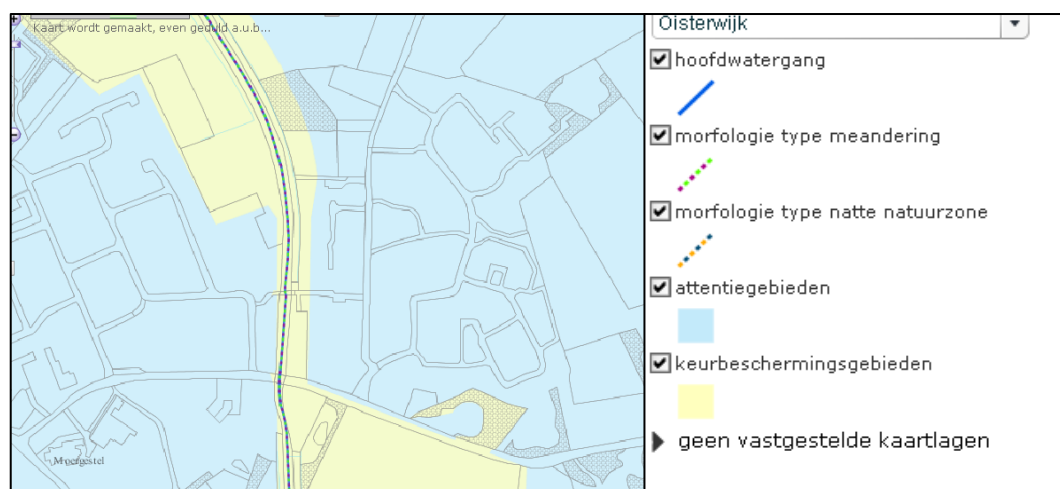 Kaart wordt gemaakt, even geduld a.u.b...
Moergestel
Oisterwijk
hoofdwatergang
morfologie type meandering
morfologie type natte natuurzone
attentiegebieden
keurbeschermingsgebieden
geen vastgestelde kaartlagen